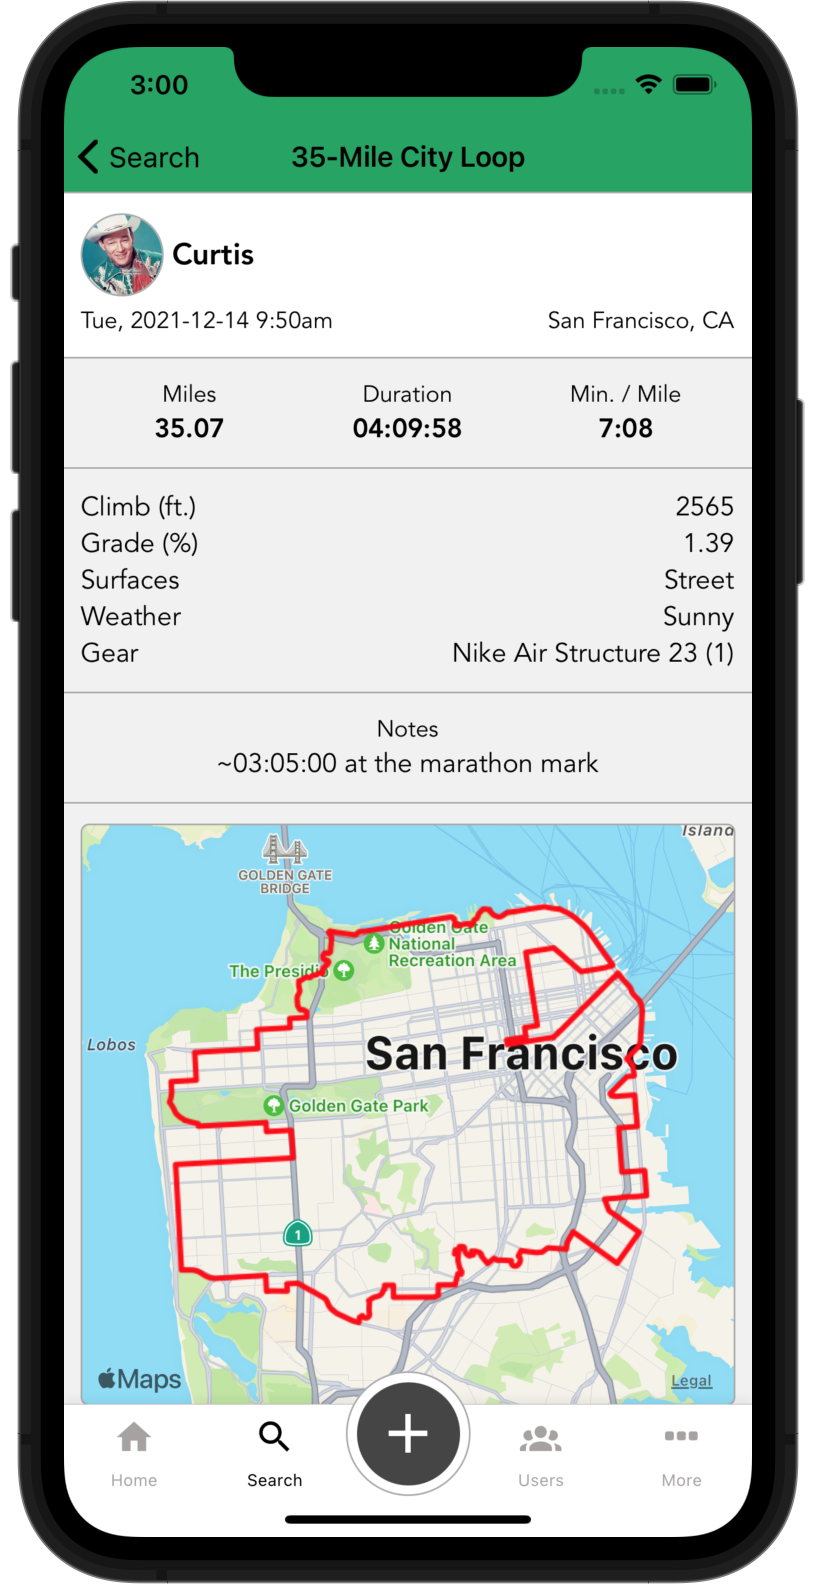 3:00
Search
35-Mile City Loop
Curtis
Tue, 2021-12-14 9:50am
San Francisco, CA
Miles
Duration
Min. / Mile
35.07
04:09:58
7:08
Climb (ft.)
2565
Grade (%)
1.39
Surfaces
Street
Weather
Sunny
Gear
Nike Air Structure 23 (1)
Notes
~03:05:00 at the marathon mark
Island
GOLDEN GATE
BRIDGE
Golden Gate
National
Recreation Area
The Presidio
Lobos
San Francisco
Golden Gate Park
1
Maps
Legal
Home
Search
Users
More